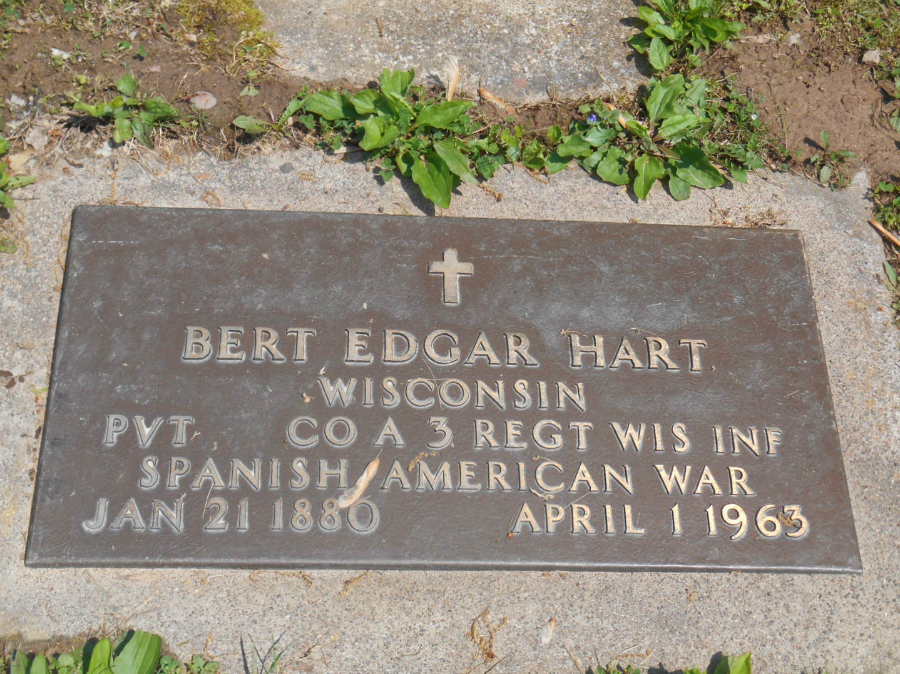 BERT EDGAR HART
WISCONSIN
PVT CO A 3 REGT WIS INF
SPANISH AMERICAN WAR
JAN 21 1880 APRIL 1 1963